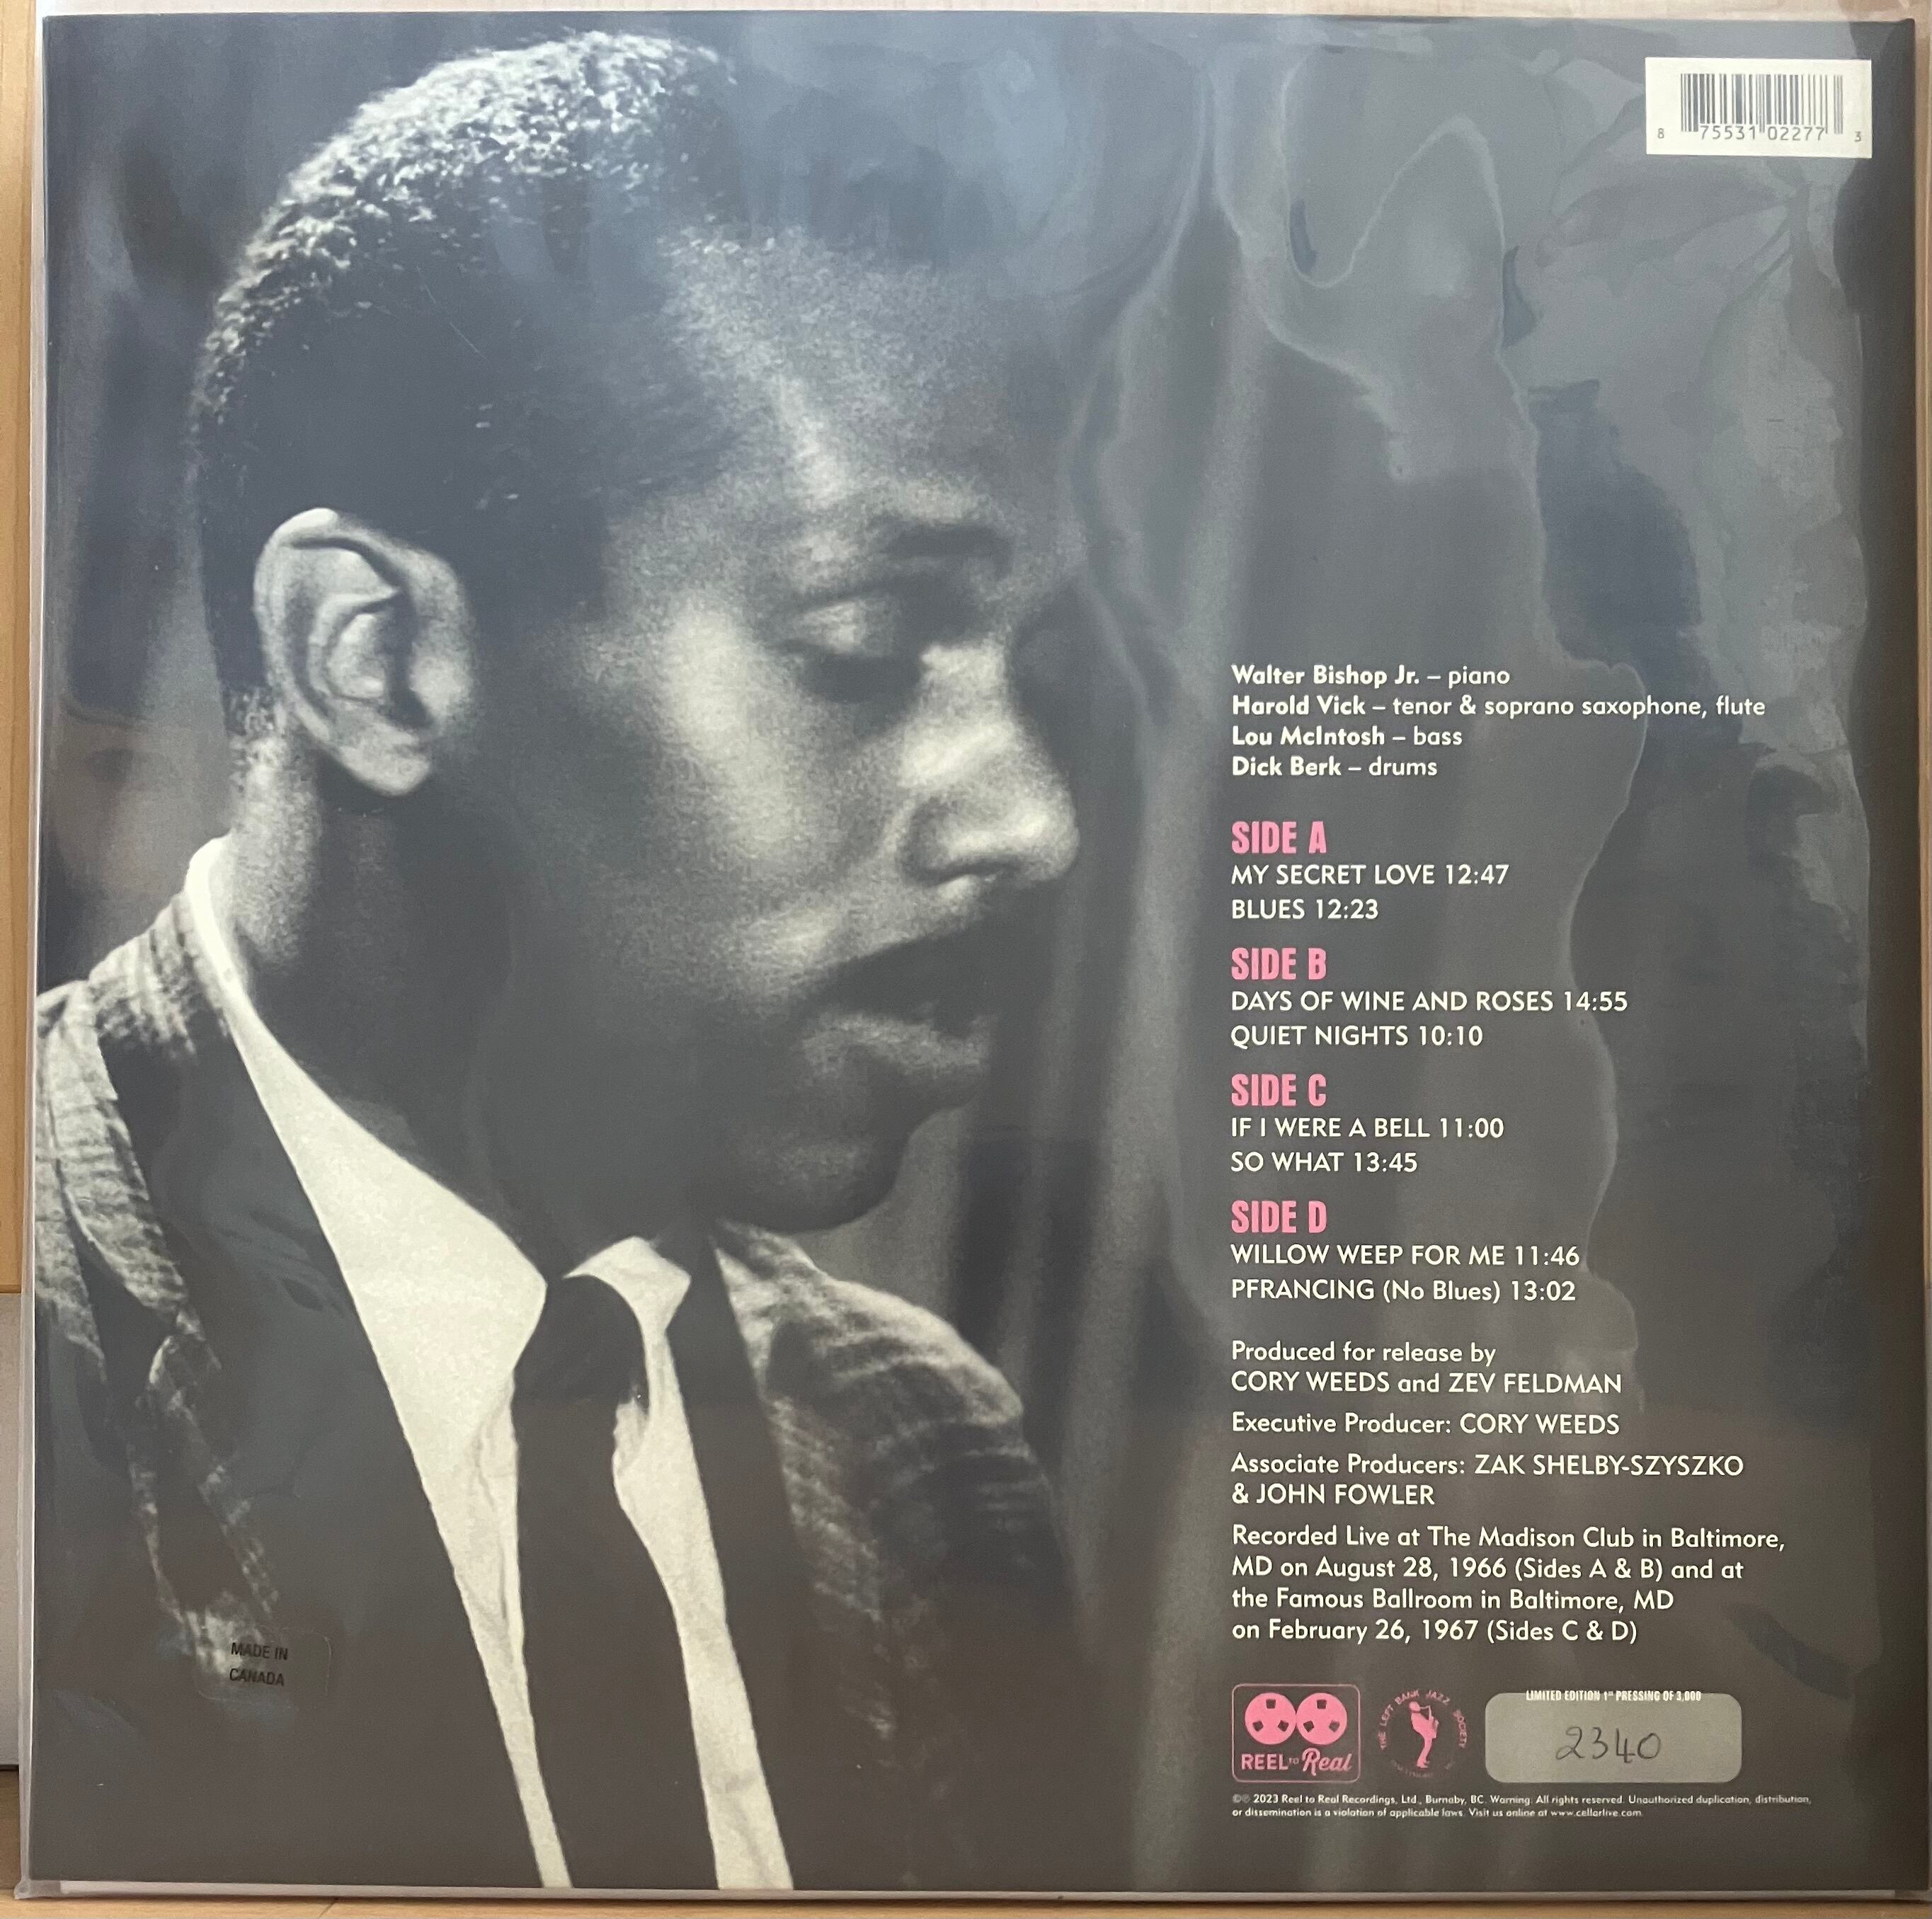 8 75531 02277 3
Walter Bishop Jr. – piano
Harold Vick – tenor & soprano saxophone, flute
Lou McIntosh – bass
Dick Berk – drums
SIDE A
MY SECRET LOVE 12:47
BLUES 12:23
SIDE B
DAYS OF WINE AND ROSES 14:55
QUIET NIGHTS 10:10
SIDE C
IF I WERE A BELL 11:00
SO WHAT 13:45
SIDE D
WILLOW WEEP FOR ME 11:46
PFRANCING (No Blues) 13:02
Produced for release by
CORY WEEDS and ZEV FELDMAN
Executive Producer: CORY WEEDS
Associate Producers: ZAK SHELBY-SZYSZKO
& JOHN FOWLER
Recorded Live at The Madison Club in Baltimore,
MD on August 28, 1966 (Sides A & B) and at
the Famous Ballroom in Baltimore, MD
on February 26, 1967 (Sides C & D)
MADE IN
CANADA
REEL TO Real
THE LEFT BANK JAZZ SOCIETY
LIMITED EDITION 1st PRESSING OF 3,000
2340
©℗ 2023 Reel to Real Recordings, Ltd., Burnaby, BC. Warning. All rights reserved. Unauthorized duplication, distribution,
or dissemination is a violation of applicable laws. Visit us online at www.cellarlive.com